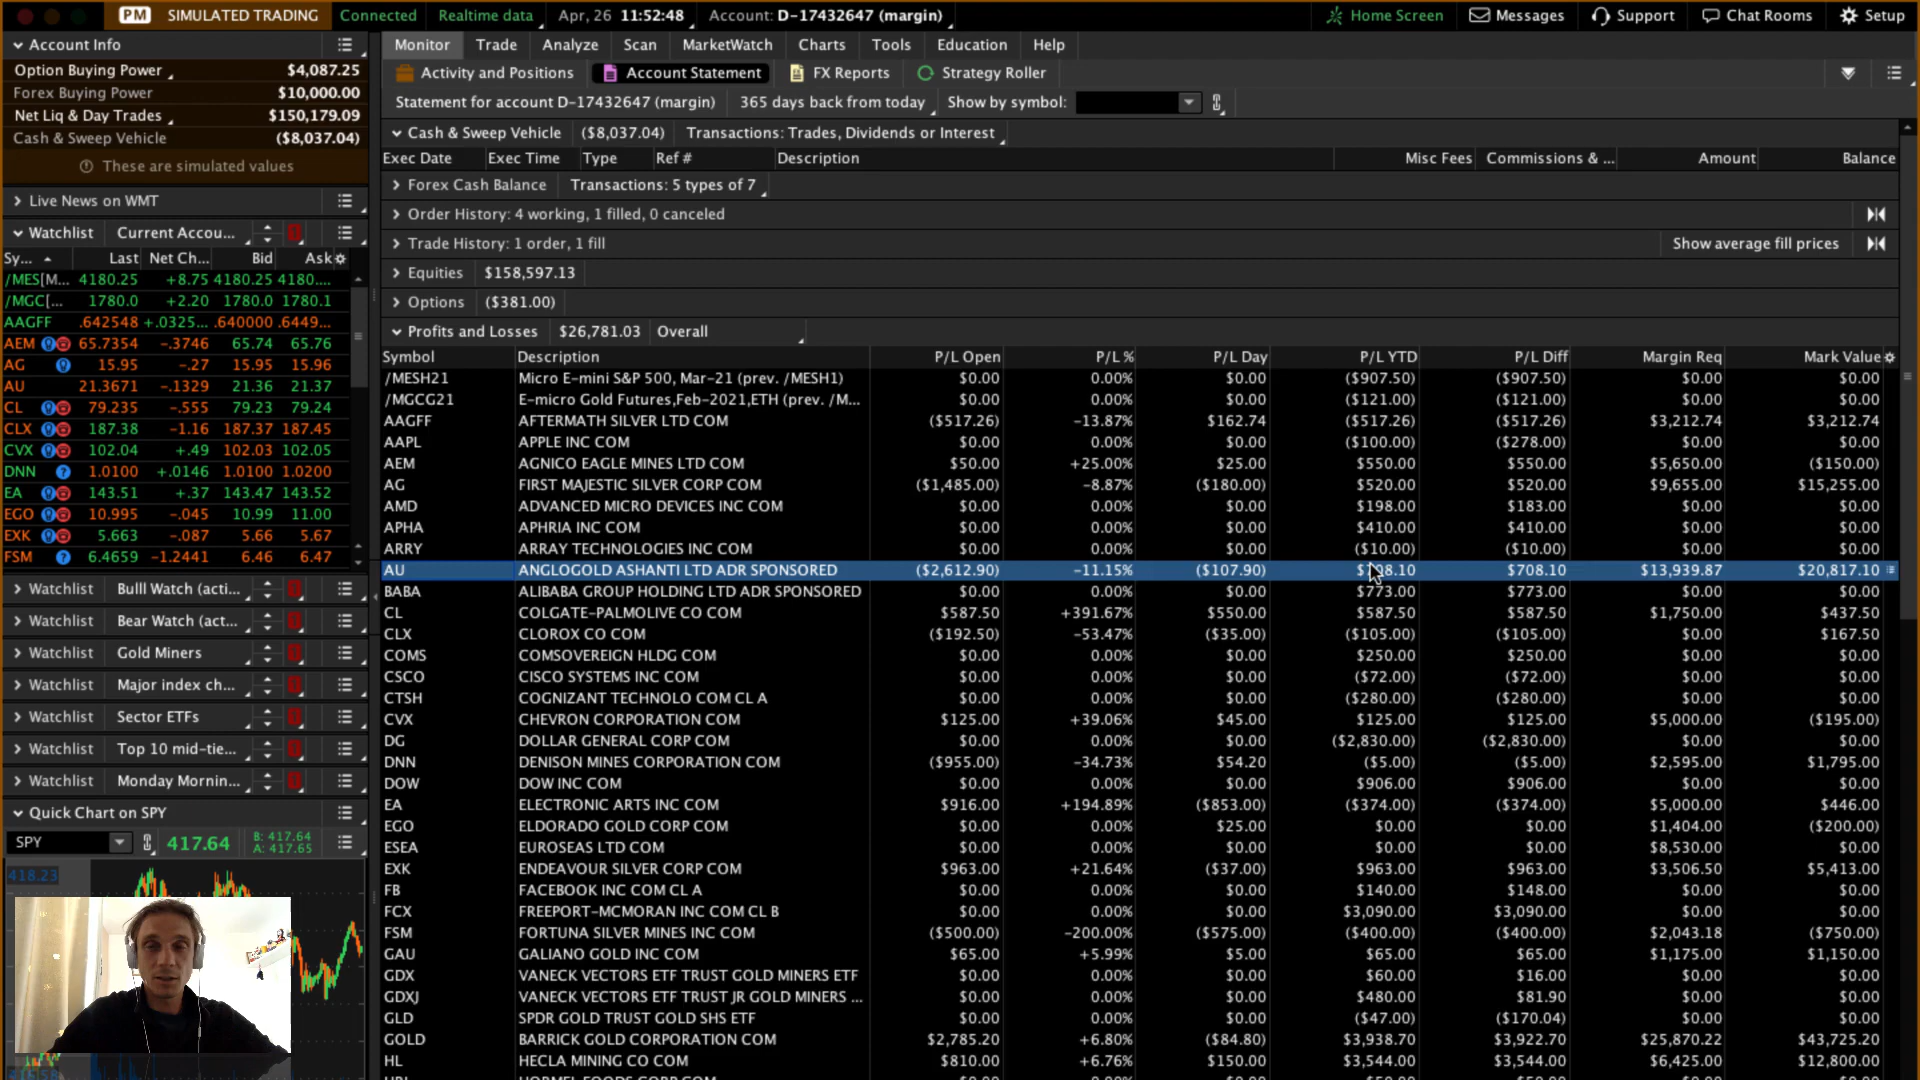 PM SIMULATED TRADING Connected Realtime data Apr, 26 11:52:48 Account: D-17432647 (margin) Home Screen Messages Support Chat Rooms Setup
Account Info
Option Buying Power $4,087.25
Forex Buying Power $10,000.00
Net Liq & Day Trades $150,179.09
Cash & Sweep Vehicle ($8,037.04)
These are simulated values
Live News on WMT
Watchlist Current Accou...
Sy... Last Net Ch... Bid Ask
/MES[M... 4180.25 +8.75 4180.25 4180....
/MGC[... 1780.0 +2.20 1780.0 1780.1
AAGFF .642548 +.0325... .640000 .6449...
AEM 65.7354 -.3746 65.74 65.76
AG 15.95 -.27 15.95 15.96
AU 21.3671 -.1329 21.36 21.37
CL 79.235 -.555 79.23 79.24
CLX 187.38 -1.16 187.37 187.45
CVX 102.04 +.49 102.03 102.05
DNN 1.0100 +.0146 1.0100 1.0200
EA 143.51 +.37 143.47 143.52
EGO 10.995 -.045 10.99 11.00
EXK 5.663 -.087 5.66 5.67
FSM 6.4659 -1.2441 6.46 6.47
Watchlist Bulll Watch (acti...
Watchlist Bear Watch (act...
Watchlist Gold Miners
Watchlist Major index ch...
Watchlist Sector ETFs
Watchlist Top 10 mid-tie...
Watchlist Monday Mornin...
Quick Chart on SPY
SPY 417.64 B: 417.64
A: 417.65
418.23
Monitor Trade Analyze Scan MarketWatch Charts Tools Education Help
Activity and Positions Account Statement FX Reports Strategy Roller
Statement for account D-17432647 (margin) 365 days back from today Show by symbol:
Cash & Sweep Vehicle ($8,037.04) Transactions: Trades, Dividends or Interest
Exec Date Exec Time Type Ref # Description Misc Fees Commissions & ... Amount Balance
Forex Cash Balance Transactions: 5 types of 7
Order History: 4 working, 1 filled, 0 canceled
Trade History: 1 order, 1 fill Show average fill prices
Equities $158,597.13
Options ($381.00)
Profits and Losses $26,781.03 Overall
Symbol Description P/L Open P/L % P/L Day P/L YTD P/L Diff Margin Req Mark Value
/MESH21 Micro E-mini S&P 500, Mar-21 (prev. /MESH1) $0.00 0.00% $0.00 ($907.50) ($907.50) $0.00 $0.00
/MGCG21 E-micro Gold Futures,Feb-2021,ETH (prev. /M... $0.00 0.00% $0.00 ($121.00) ($121.00) $0.00 $0.00
AAGFF AFTERMATH SILVER LTD COM ($517.26) -13.87% $162.74 ($517.26) ($517.26) $3,212.74 $3,212.74
AAPL APPLE INC COM $0.00 0.00% $0.00 ($100.00) ($278.00) $0.00 $0.00
AEM AGNICO EAGLE MINES LTD COM $50.00 +25.00% $25.00 $550.00 $550.00 $5,650.00 ($150.00)
AG FIRST MAJESTIC SILVER CORP COM ($1,485.00) -8.87% ($180.00) $520.00 $520.00 $9,655.00 $15,255.00
AMD ADVANCED MICRO DEVICES INC COM $0.00 0.00% $0.00 $198.00 $183.00 $0.00 $0.00
APHA APHRIA INC COM $0.00 0.00% $0.00 $410.00 $410.00 $0.00 $0.00
ARRY ARRAY TECHNOLOGIES INC COM $0.00 0.00% $0.00 ($10.00) ($10.00) $0.00 $0.00
AU ANGLOGOLD ASHANTI LTD ADR SPONSORED ($2,612.90) -11.15% ($107.90) $708.10 $13,939.87 $20,817.10
BABA ALIBABA GROUP HOLDING LTD ADR SPONSORED $0.00 0.00% $0.00 $773.00 $773.00 $0.00 $0.00
CL COLGATE-PALMOLIVE CO COM $587.50 +391.67% $550.00 $587.50 $587.50 $1,750.00 $437.50
CLX CLOROX CO COM ($192.50) -53.47% ($35.00) ($105.00) ($105.00) $0.00 $167.50
COMS COMSOVEREIGN HLDG COM $0.00 0.00% $0.00 $250.00 $250.00 $0.00 $0.00
CSCO CISCO SYSTEMS INC COM $0.00 0.00% $0.00 ($72.00) ($72.00) $0.00 $0.00
CTSH COGNIZANT TECHNOLO COM CL A $0.00 0.00% $0.00 ($280.00) ($280.00) $0.00 $0.00
CVX CHEVRON CORPORATION COM $125.00 +39.06% $45.00 $125.00 $125.00 $5,000.00 ($195.00)
DG DOLLAR GENERAL CORP COM $0.00 0.00% $0.00 ($2,830.00) ($2,830.00) $0.00 $0.00
DNN DENISON MINES CORPORATION COM ($955.00) -34.73% $54.20 ($5.00) ($5.00) $2,595.00 $1,795.00
DOW DOW INC COM $0.00 0.00% $0.00 $906.00 $906.00 $0.00 $0.00
EA ELECTRONIC ARTS INC COM $916.00 +194.89% ($853.00) ($374.00) ($374.00) $5,000.00 $446.00
EGO ELDORADO GOLD CORP COM $0.00 0.00% $25.00 $0.00 $0.00 $1,404.00 ($200.00)
ESEA EUROSEAS LTD COM $0.00 0.00% $0.00 $0.00 $0.00 $8,530.00 $0.00
EXK ENDEAVOUR SILVER CORP COM $963.00 +21.64% ($37.00) $963.00 $963.00 $3,506.50 $5,413.00
FB FACEBOOK INC COM CL A $0.00 0.00% $0.00 $140.00 $148.00 $0.00 $0.00
FCX FREEPORT-MCMORAN INC COM CL B $0.00 0.00% $0.00 $3,090.00 $3,090.00 $0.00 $0.00
FSM FORTUNA SILVER MINES INC COM ($500.00) -200.00% ($575.00) ($400.00) ($400.00) $2,043.18 ($750.00)
GAU GALIANO GOLD INC COM $65.00 +5.99% $5.00 $65.00 $65.00 $1,175.00 $1,150.00
GDX VANECK VECTORS ETF TRUST GOLD MINERS ETF $0.00 0.00% $0.00 $60.00 $16.00 $0.00 $0.00
GDXJ VANECK VECTORS ETF TRUST JR GOLD MINERS ... $0.00 0.00% $0.00 $480.00 $81.90 $0.00 $0.00
GLD SPDR GOLD TRUST GOLD SHS ETF $0.00 0.00% $0.00 ($47.00) ($170.04) $0.00 $0.00
GOLD BARRICK GOLD CORPORATION COM $2,785.20 +6.80% ($84.80) $3,938.70 $3,922.70 $25,870.22 $43,725.20
HL HECLA MINING CO COM $810.00 +6.76% $150.00 $3,544.00 $3,544.00 $6,425.00 $12,800.00